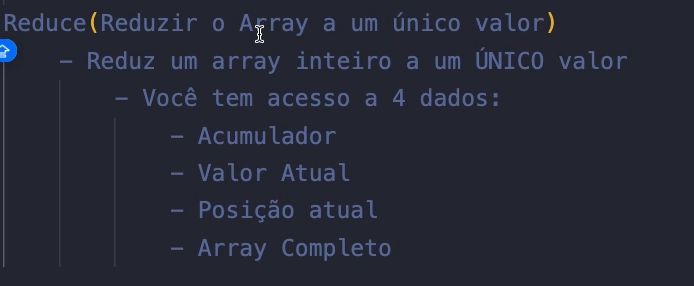 Reduce(Reduzir o Array a um único valor)
- Reduz um array inteiro a um ÚNICO valor
- Você tem acesso a 4 dados:
- Acumulador
- Valor Atual
- Posição atual
- Array Completo